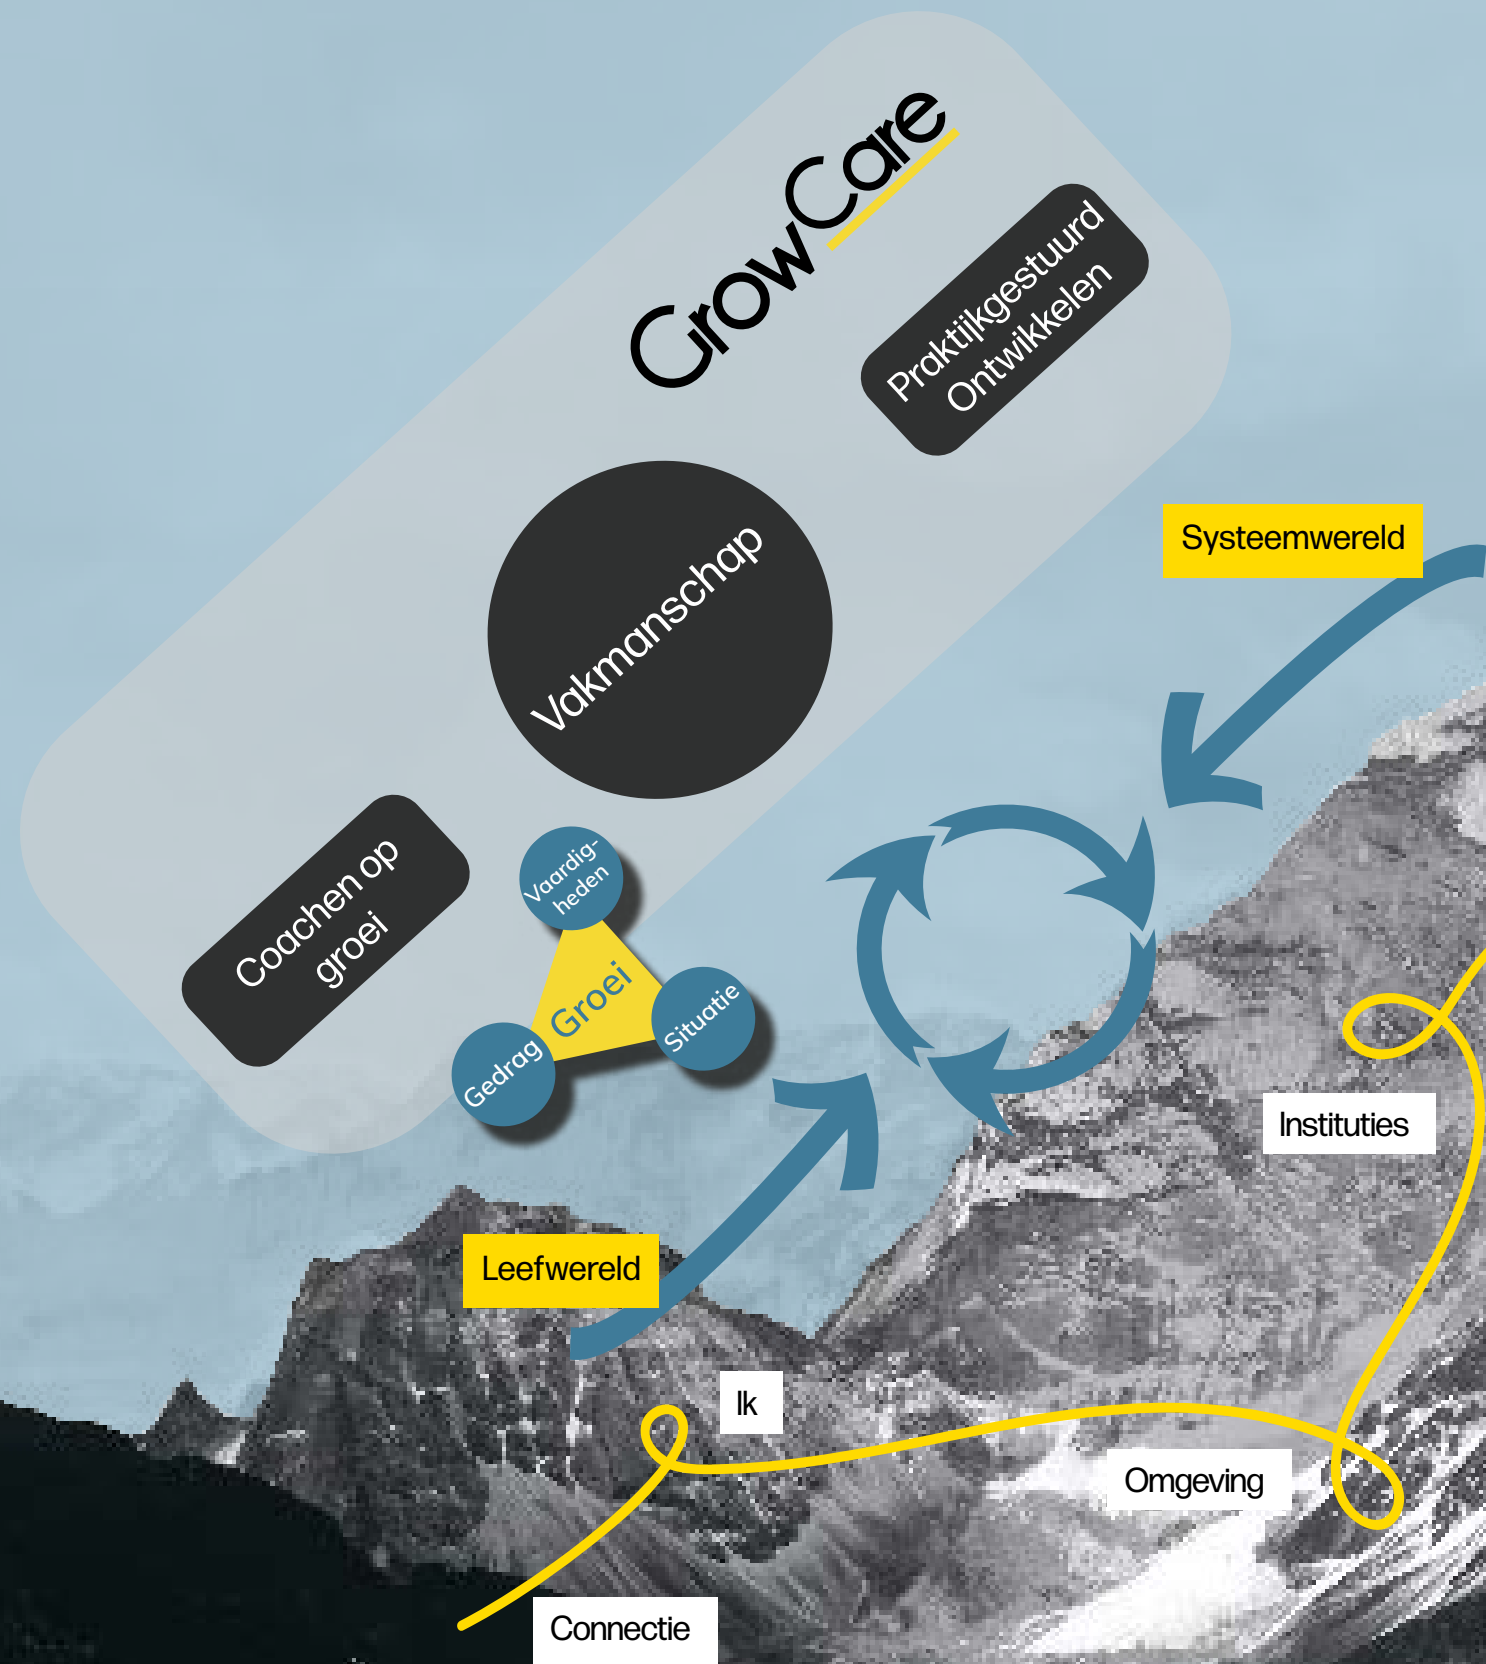 GrowCare
Praktijkgestuurd
Ontwikkelen
Vakmanschap
Systeemwereld
Coachen op
groei
Vaardig-
heden
Groei
Situatie
Gedrag
Instituties
Leefwereld
Ik
Omgeving
Connectie